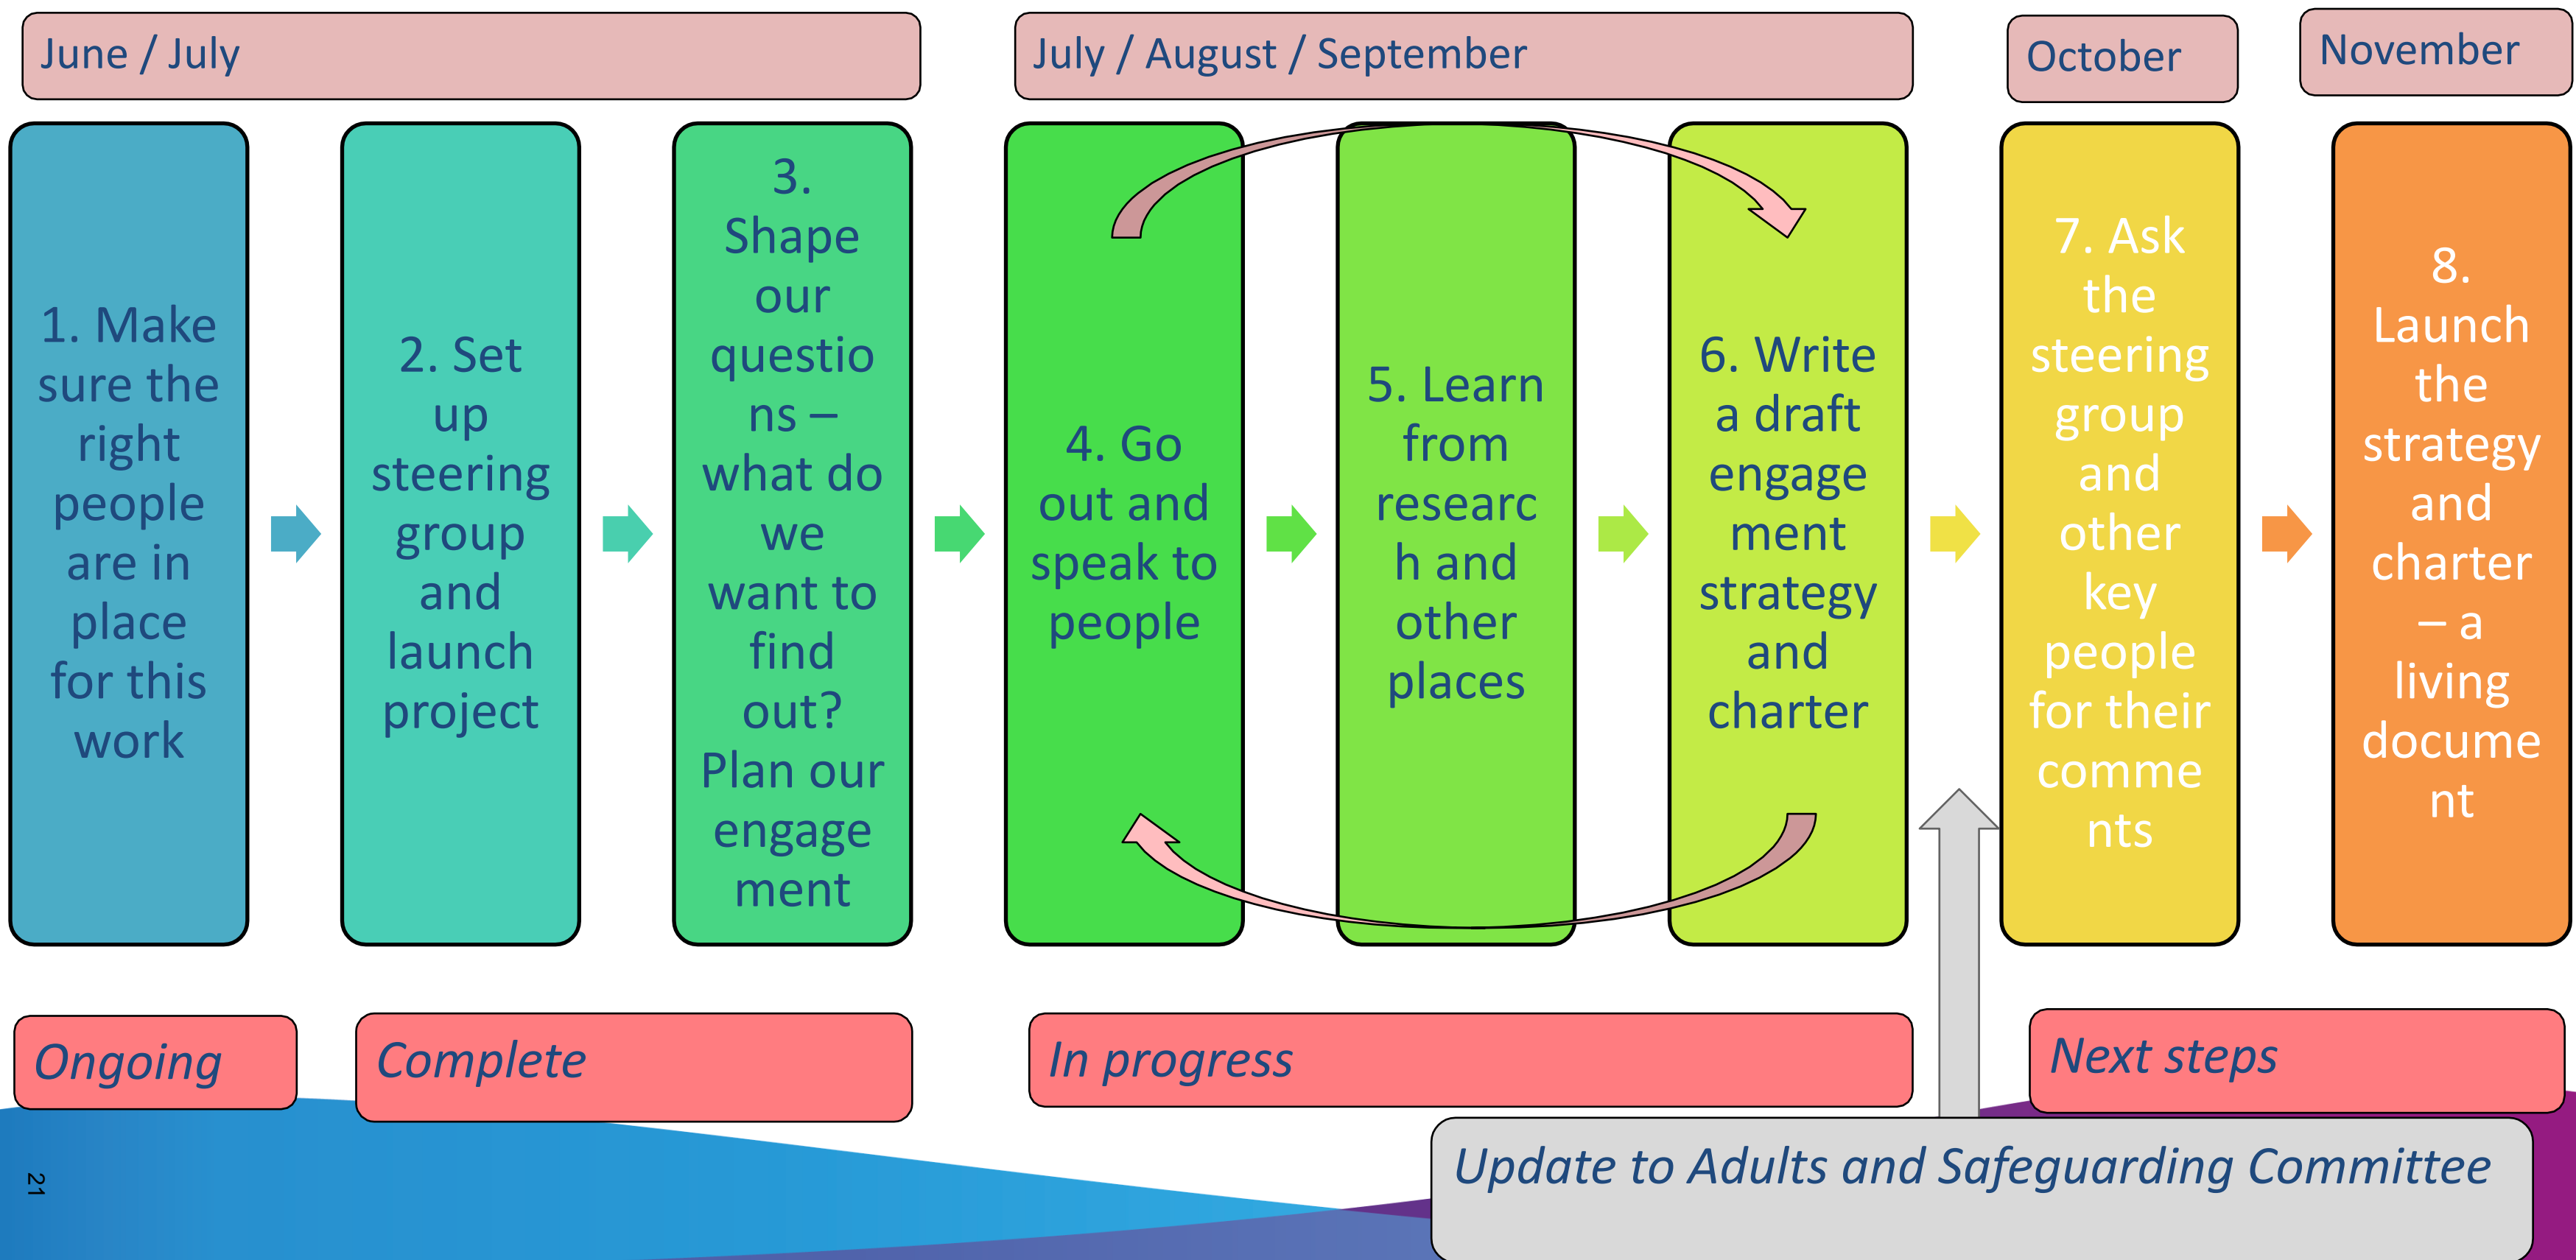 June / July
July / August / September
October
November
1. Make
sure the
right
people
are in
place
for this
work
2. Set
up
steering
group
and
launch
project
3.
Shape
our
questio
ns –
what do
we
want to
find
out?
Plan our
engage
ment
4. Go
out and
speak to
people
5. Learn
from
researc
h and
other
places
6. Write
a draft
engage
ment
strategy
and
charter
7. Ask
the
steering
group
and
other
key
people
for their
comme
nts
8.
Launch
the
strategy
and
charter
– a
living
docume
nt
Ongoing
Complete
In progress
Next steps
Update to Adults and Safeguarding Committee
21